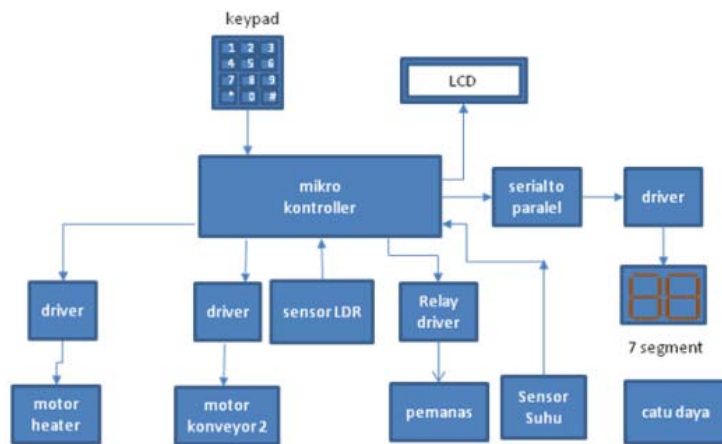 keypad
1 2 3
4 5 6
7 8 9
* 0 #
LCD
mikro
kontroller
serial to
paralel
driver
driver
driver
sensor LDR
Relay
driver
7 segment
motor
heater
motor
konveyor 2
pemanas
Sensor
Suhu
catu daya